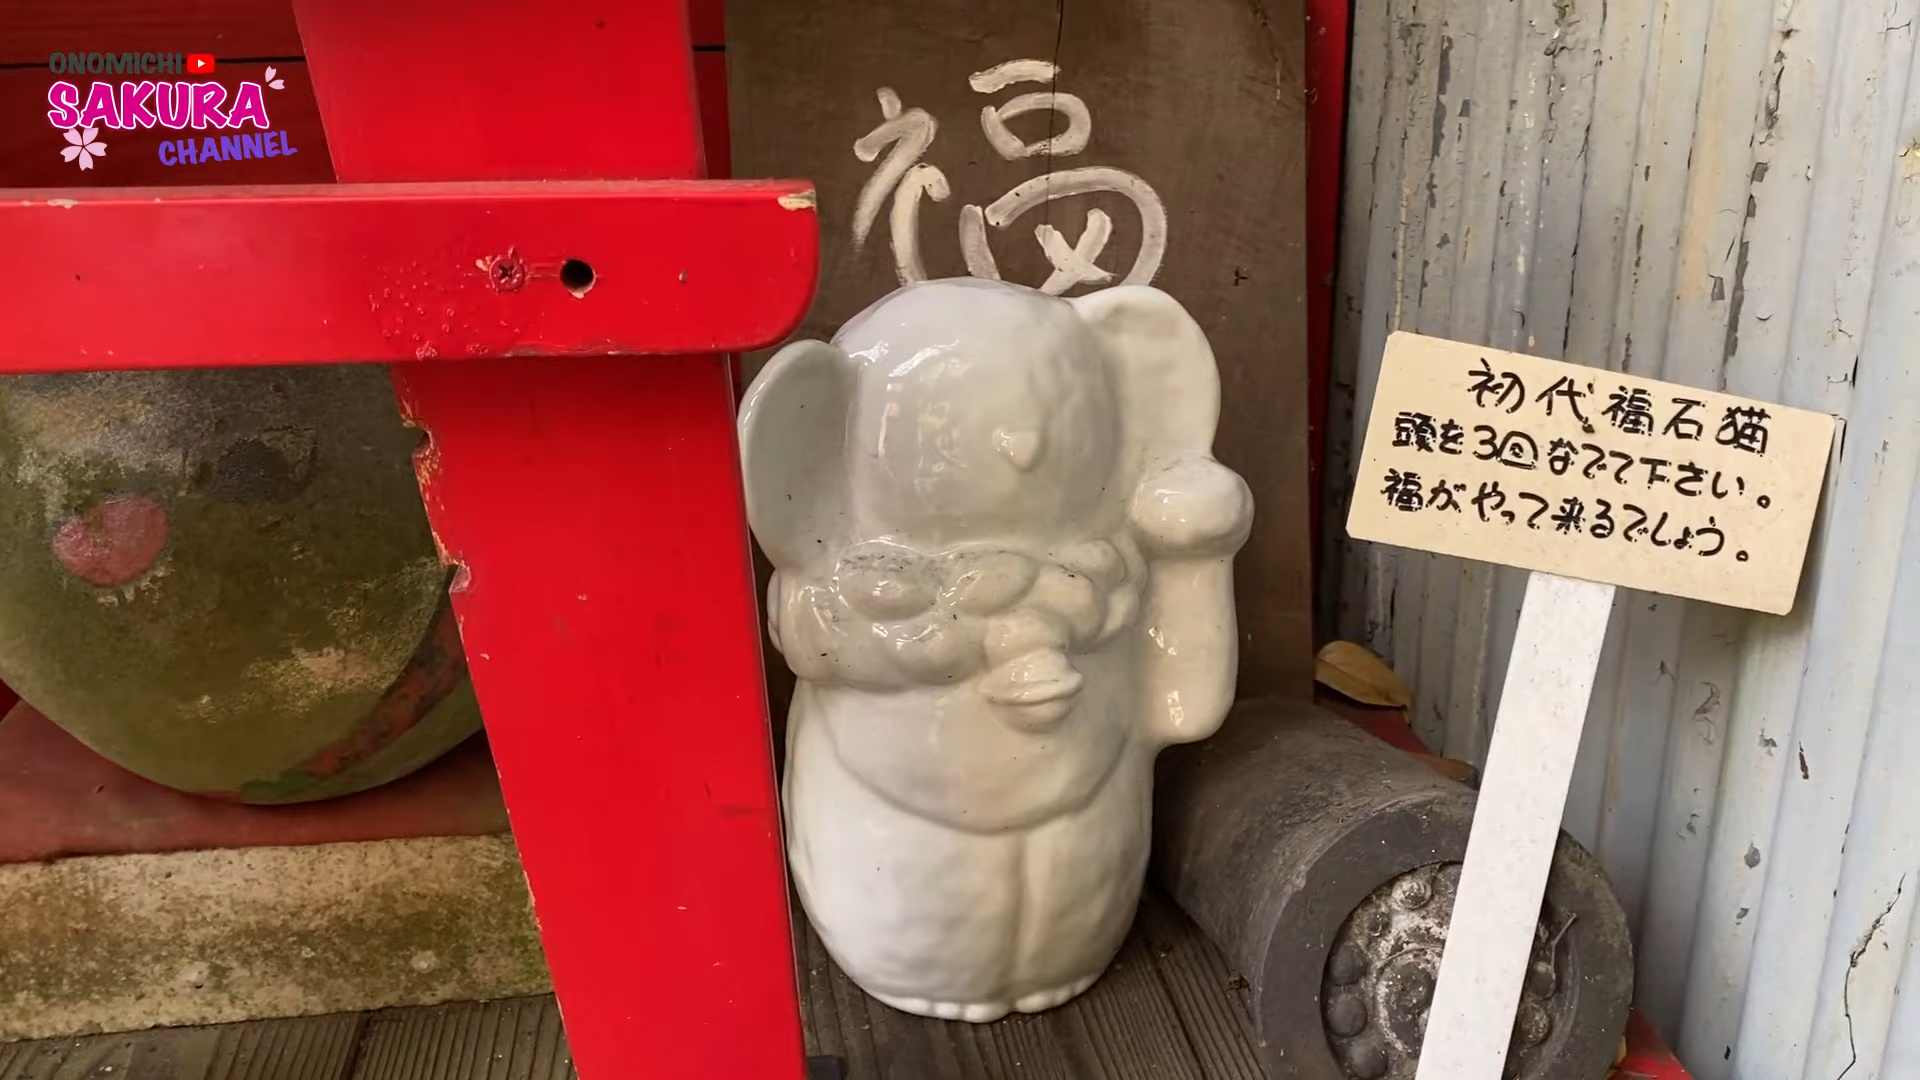 ONOMICHI
SAKURA
CHANNEL
福
初代福石猫
頭を3回なでて下さい。
福がやって来るでしょう。